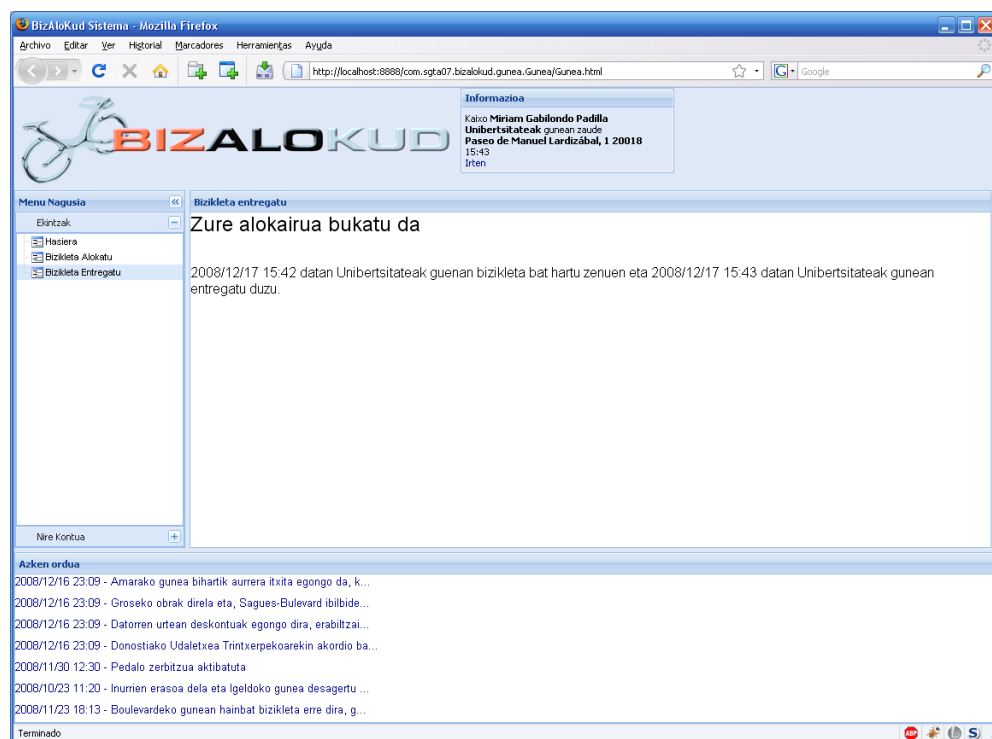 BizAloKud Sistema - Mozilla Firefox
Archivo Editar Ver Historial Marcadores Herramientas Ayuda
http://localhost:8888/com.sgta07.bizalokud.gunea.Gunea/Gunea.html
G Google
BIZALOKUD
Informazioa
Kaixo Miriam Gabilondo Padilla
Unibertsitateak gunean zaude
Paseo de Manuel Lardizábal, 1 20018
15:43
Irten
Menu Nagusia
Ekintzak
Hasiera
Bizikleta Alokatu
Bizikleta Entregatu
Nire Kontua
Bizikleta entregatu
Zure alokairua bukatu da
2008/12/17 15:42 datan Unibertsitateak guenan bizikleta bat hartu zenuen eta 2008/12/17 15:43 datan Unibertsitateak gunean
entregatu duzu.
Azken ordua
2008/12/16 23:09 - Amarako gunea bihartik aurrera itxita egongo da, k...
2008/12/16 23:09 - Groseko obrak direla eta, Sagues-Bulevard ibilbide...
2008/12/16 23:09 - Datorren urtean deskontuak egongo dira, erabiltzai...
2008/12/16 23:09 - Donostiako Udaletxea Trintxerpekoarekin akordio ba...
2008/11/30 12:30 - Pedalo zerbitzua aktibatuta
2008/10/23 11:20 - Inurrien erasoa dela eta Igeldoko gunea desagertu ...
2008/11/23 18:13 - Boulevardeko gunean hainbat bizikleta erre dira, g...
Terminado
ABP
S